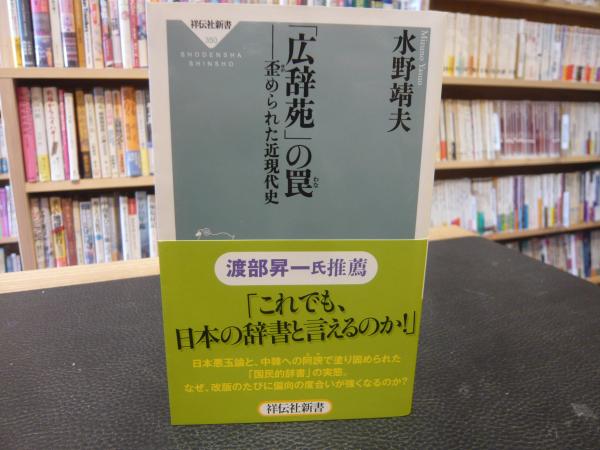 祥伝社新書
350
SHODENSHA
SHINSHO
「広辞苑」の罠
わな
――歪められた近現代史
ゆが
水野靖夫
Mizuno Yasuo
渡部昇一氏推薦
「これでも、
日本の辞書と言えるのか!」
日本悪玉論と、中韓への阿諛で塗り固められた
「国民的辞書」の実態。
なぜ、改版のたびに偏向の度合いが強くなるのか?
祥伝社新書